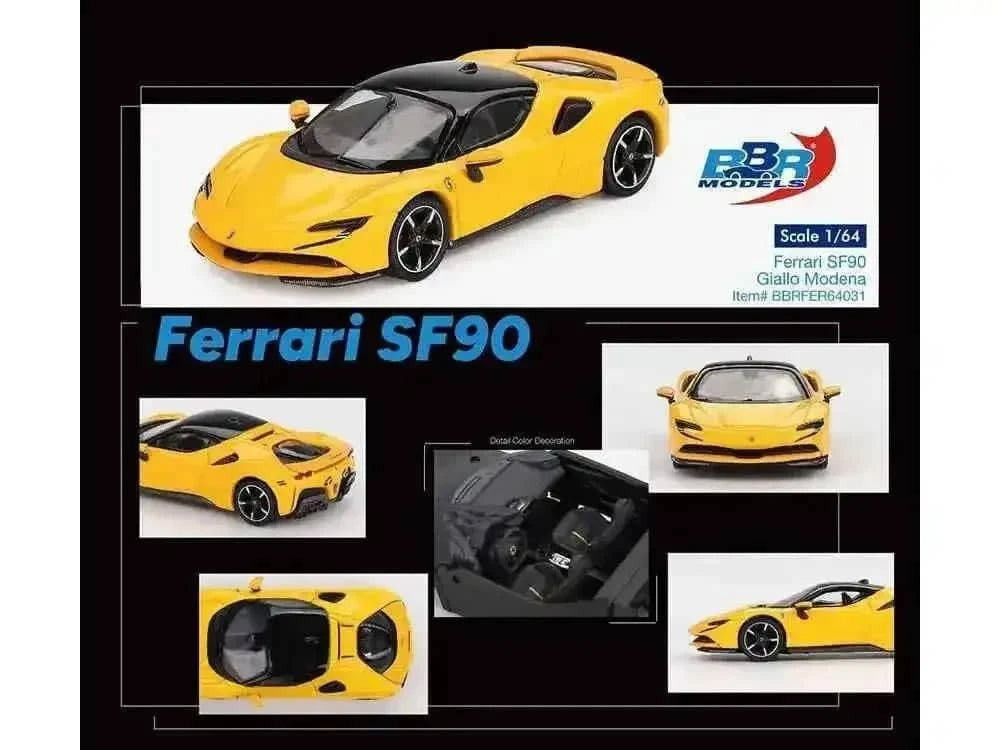 BBR
MODELS
Scale 1/64
Ferrari SF90
Giallo Modena
Item# BBRFER64031
Ferrari SF90
Detail Color Decoration